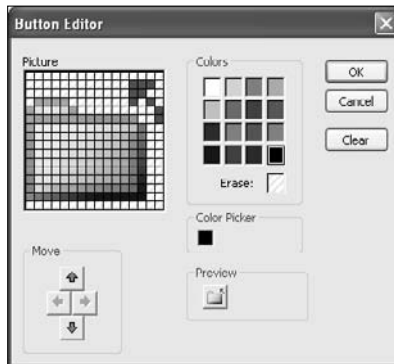 Button Editor
Picture
Colors
OK
Cancel
Clear
Erase:
Color Picker
Move
Preview